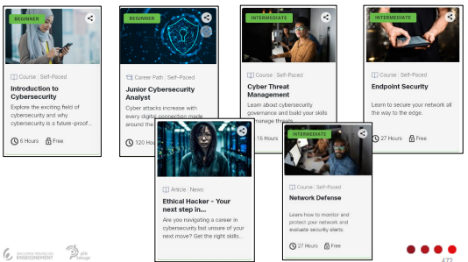 BEGINNER
Course | Self-Paced
Introduction to
Cybersecurity
Explore the exciting field of
cybersecurity and why
cybersecurity is a future-proof...
6 Hours
Free
BEGINNER
Career Path | Self-Paced
Junior Cybersecurity
Analyst
Cyber attacks increase with
every digital connection made
around the
120 Ho
INTERMEDIATE
Course | Self-Paced
Cyber Threat
Management
Learn about cybersecurity
governance and build your skills
manage threats
16 Hours
INTERMEDIATE
Course | Self-Paced
Endpoint Security
Learn to secure your network all
the way to the edge.
27 Hours
Free
Article | News
Ethical Hacker - Your
next step in...
Are you navigating a career in
cybersecurity but unsure of your
next move? Get the right skills...
INTERMEDIATE
Course | Self-Paced
Network Defense
Learn how to monitor and
protect your network and
evaluate security alerts.
27 Hours
Free